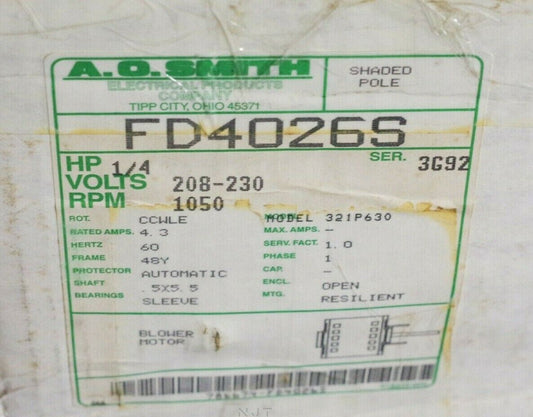 A.O.SMITH
ELECTRICAL PRODUCTS
COMPANY
TIPP CITY, OHIO 45371
SHADED
POLE
FD4026S
SER. 3G92
HP 1/4
VOLTS 208-230
RPM 1050
ROT. CCWLE MODEL 321P630
RATED AMPS. 4.3 MAX. AMPS. -
HERTZ 60 SERV. FACT. 1.0
FRAME 48Y PHASE 1
PROTECTOR AUTOMATIC CAP. -
SHAFT .5X5.5 ENCL. OPEN
BEARINGS SLEEVE MTG. RESILIENT
BLOWER
MOTOR